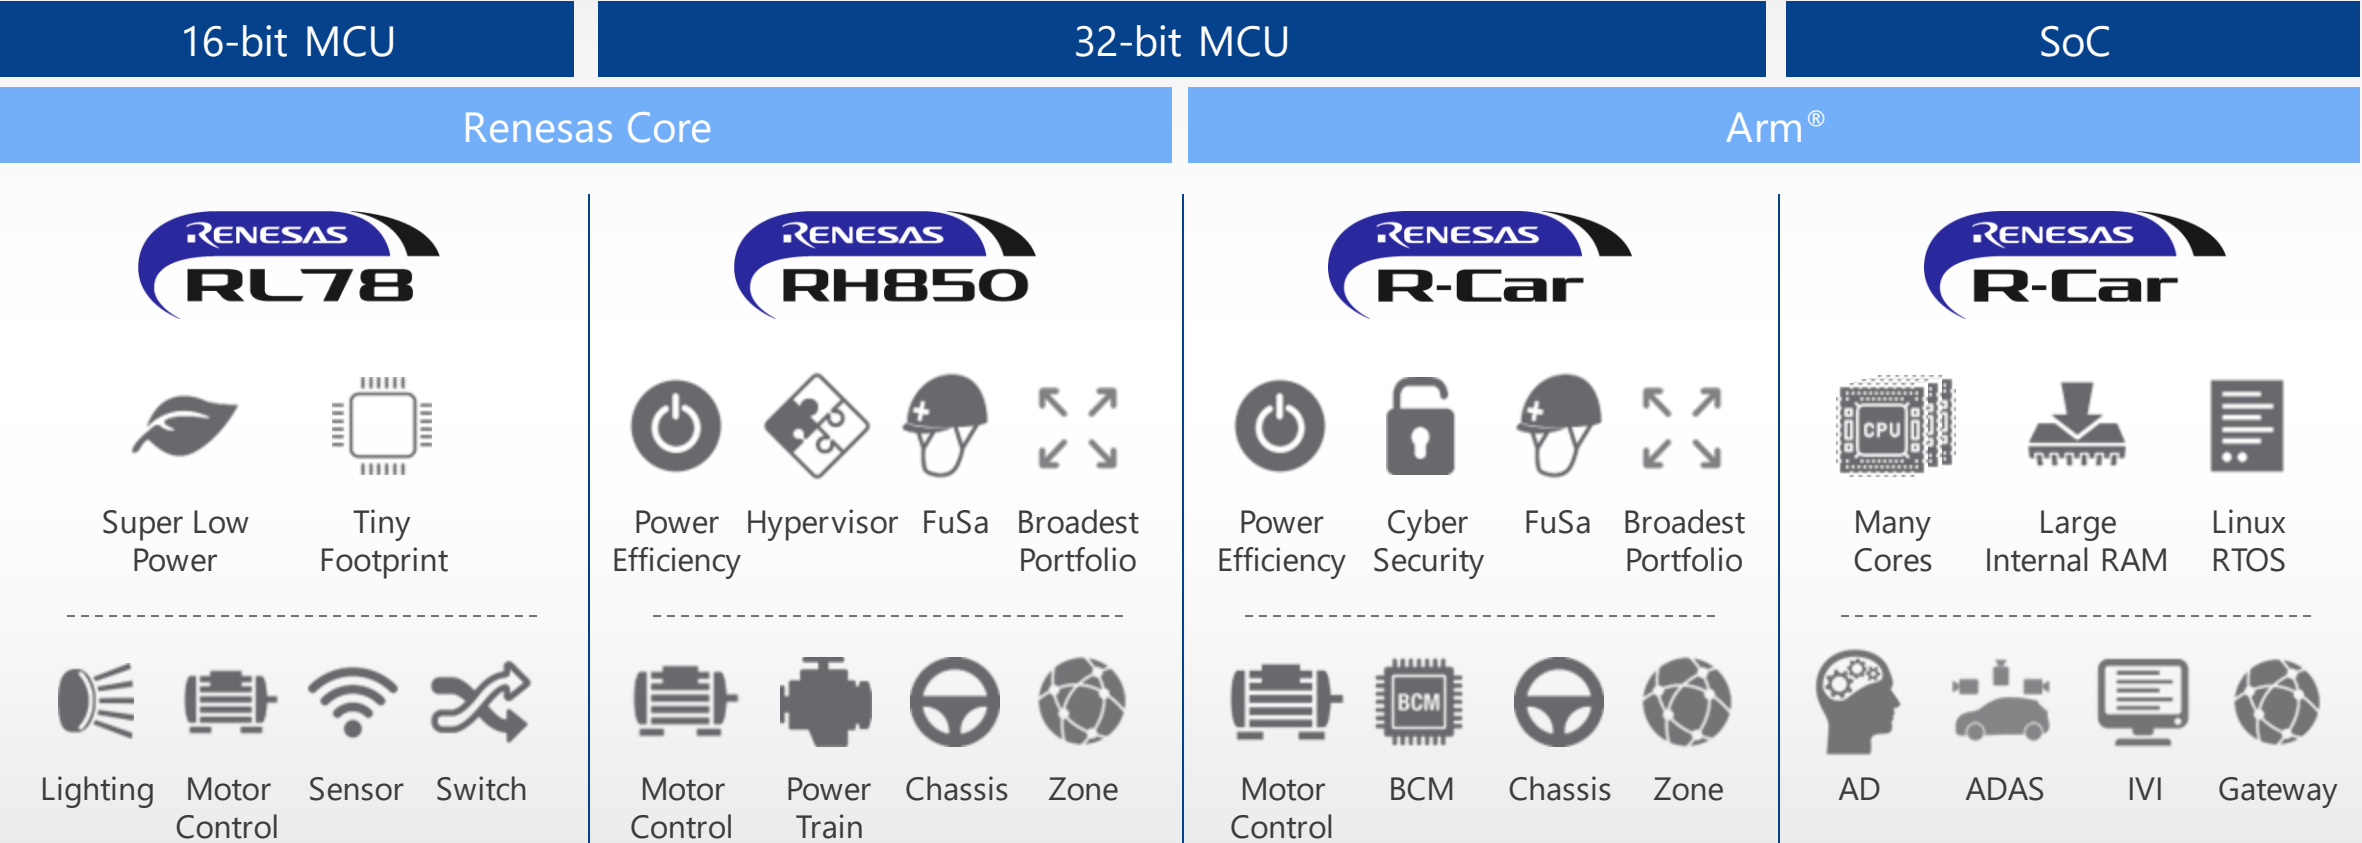 16-bit MCU
32-bit MCU
SoC
Renesas Core
Arm®
RENESAS
RL78
RENESAS
RH850
RENESAS
R-Car
RENESAS
R-Car
CPU
Super Low
Power
Tiny
Footprint
Power
Efficiency
Hypervisor
FuSa
Broadest
Portfolio
Power
Efficiency
Cyber
Security
FuSa
Broadest
Portfolio
Many
Cores
Large
Internal RAM
Linux
RTOS
BCM
Lighting
Motor
Control
Sensor
Switch
Motor
Control
Power
Train
Chassis
Zone
Motor
Control
BCM
Chassis
Zone
AD
ADAS
IVI
Gateway